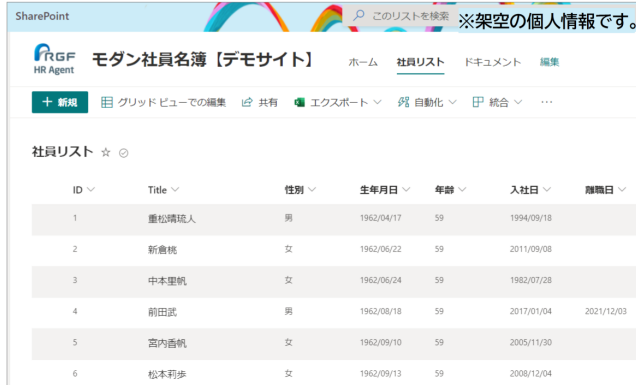 SharePoint
このリストを検索
※架空の個人情報です。
RGF
HR Agent
モダン社員名簿【デモサイト】
ホーム 社員リスト ドキュメント 編集
+ 新規 グリッド ビューでの編集 共有 エクスポート 自動化 統合 ···
社員リスト
ID Title 性別 生年月日 年齢 入社日 離職日
1 重松晴琉人 男 1962/04/17 59 1994/09/18
2 新倉桃 女 1962/06/22 59 2011/09/08
3 中本里帆 女 1962/06/24 59 1982/07/28
4 前田武 男 1962/08/18 59 2017/01/04 2021/12/03
5 宮内香帆 女 1962/09/10 59 2005/11/30
6 松本莉歩 女 1962/09/13 59 2008/12/04